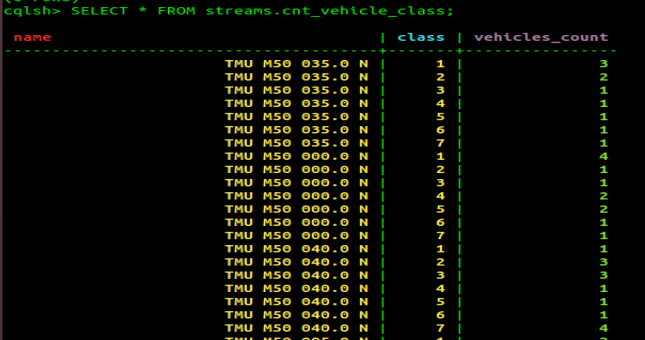 cqlsh> SELECT * FROM streams.cnt_vehicle_class;
name | class | vehicles_count
TMU M50 035.0 N | 1 | 3
TMU M50 035.0 N | 2 | 2
TMU M50 035.0 N | 3 | 1
TMU M50 035.0 N | 4 | 1
TMU M50 035.0 N | 5 | 1
TMU M50 035.0 N | 6 | 1
TMU M50 035.0 N | 7 | 1
TMU M50 000.0 N | 1 | 4
TMU M50 000.0 N | 2 | 1
TMU M50 000.0 N | 3 | 1
TMU M50 000.0 N | 4 | 2
TMU M50 000.0 N | 5 | 2
TMU M50 000.0 N | 6 | 1
TMU M50 000.0 N | 7 | 1
TMU M50 040.0 N | 1 | 1
TMU M50 040.0 N | 2 | 3
TMU M50 040.0 N | 3 | 3
TMU M50 040.0 N | 4 | 1
TMU M50 040.0 N | 5 | 1
TMU M50 040.0 N | 6 | 1
TMU M50 040.0 N | 7 | 4